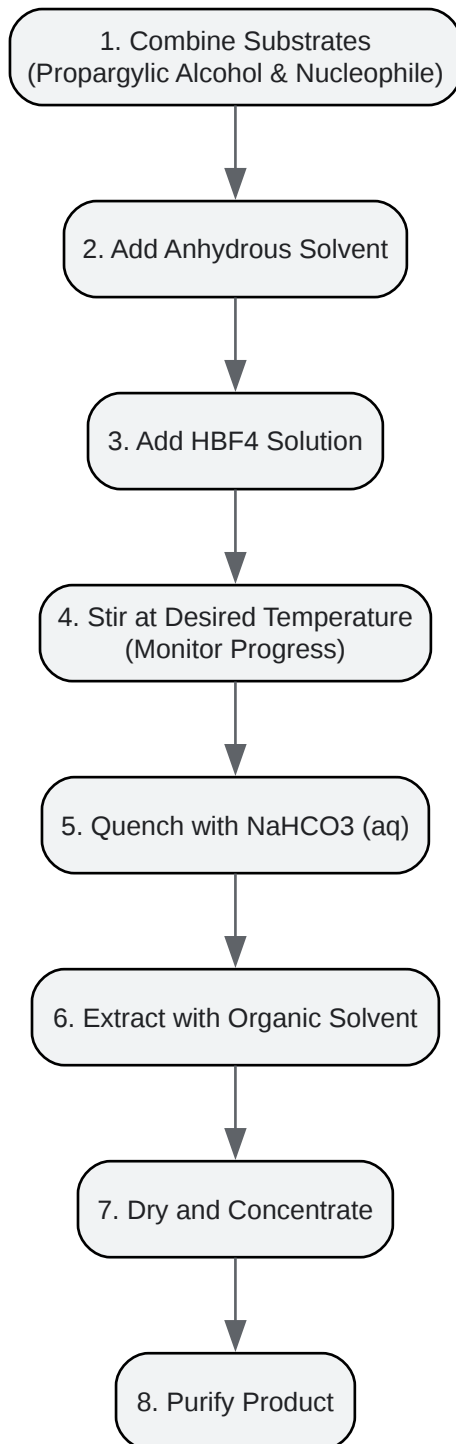 1. Combine Substrates
(Propargylic Alcohol & Nucleophile)
2. Add Anhydrous Solvent
3. Add HBF4 Solution
4. Stir at Desired Temperature
(Monitor Progress)
5. Quench with NaHCO3 (aq)
6. Extract with Organic Solvent
7. Dry and Concentrate
8. Purify Product